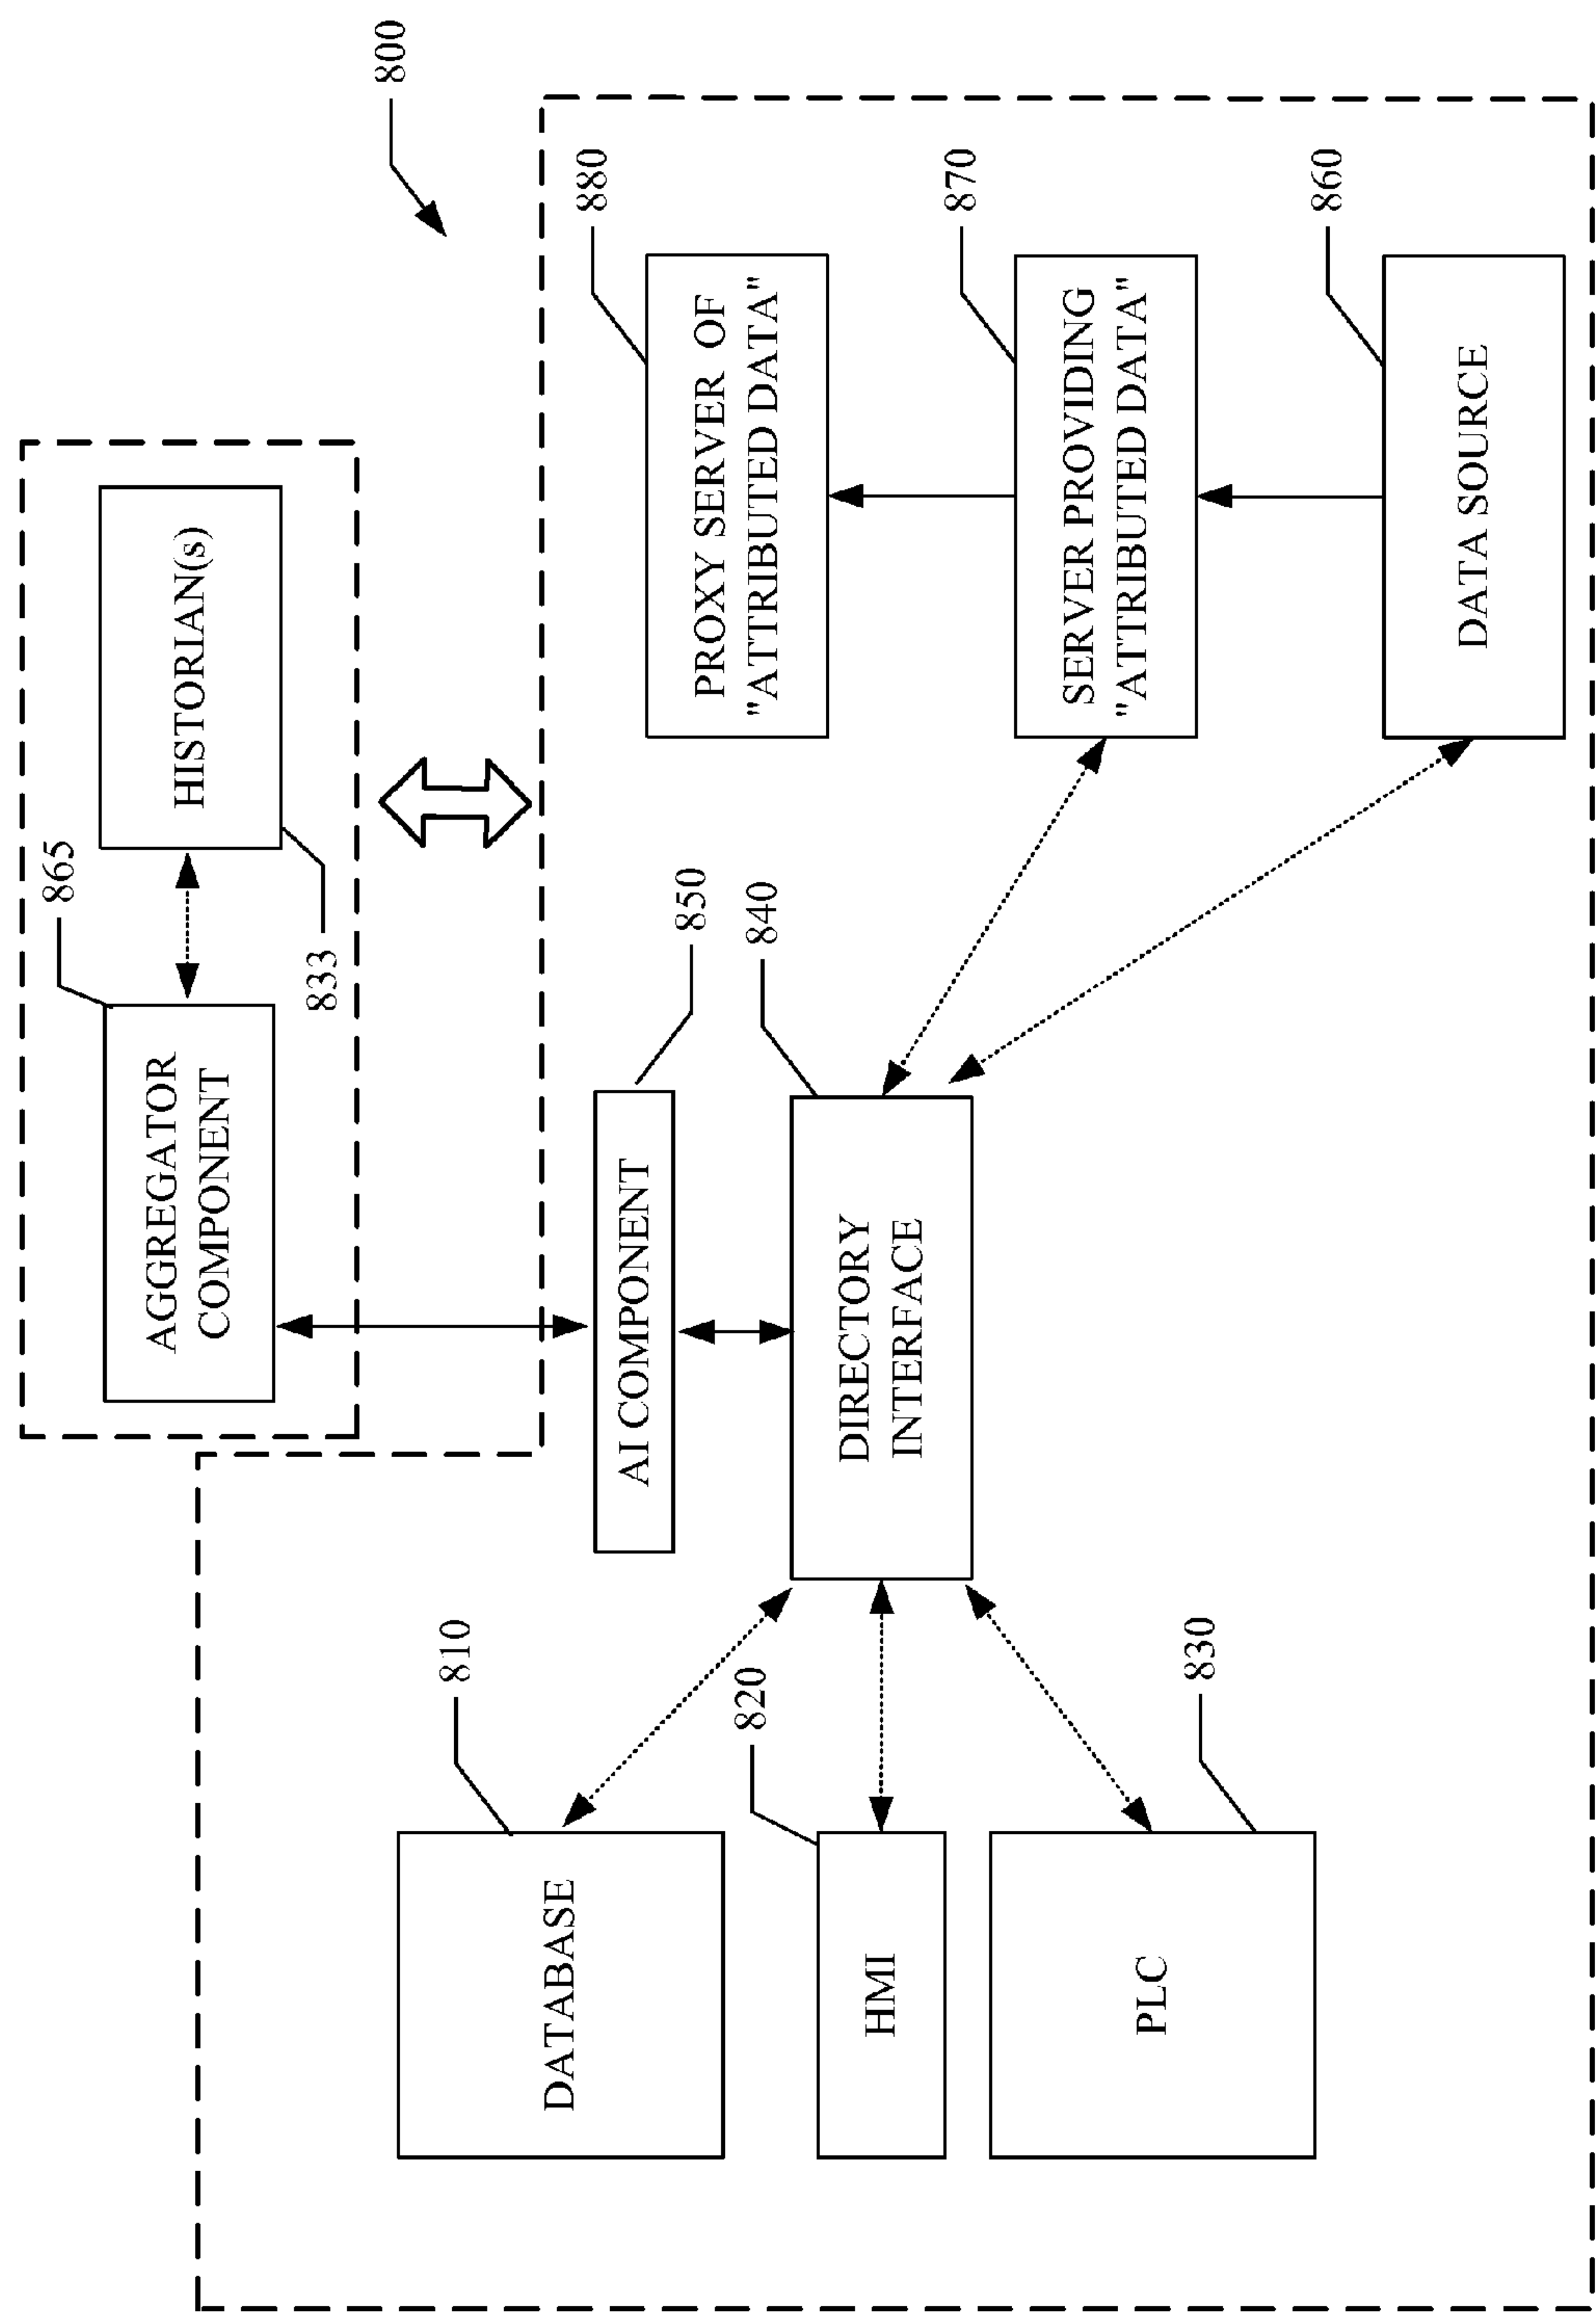 800
865
AGGREGATOR
COMPONENT
HISTORIAN(s)
833
850
AI COMPONENT
840
DIRECTORY
INTERFACE
810
DATABASE
820
HMI
830
PLC
880
PROXY SERVER OF
"ATTRIBUTED DATA"
870
SERVER PROVIDING
"ATTRIBUTED DATA"
860
DATA SOURCE